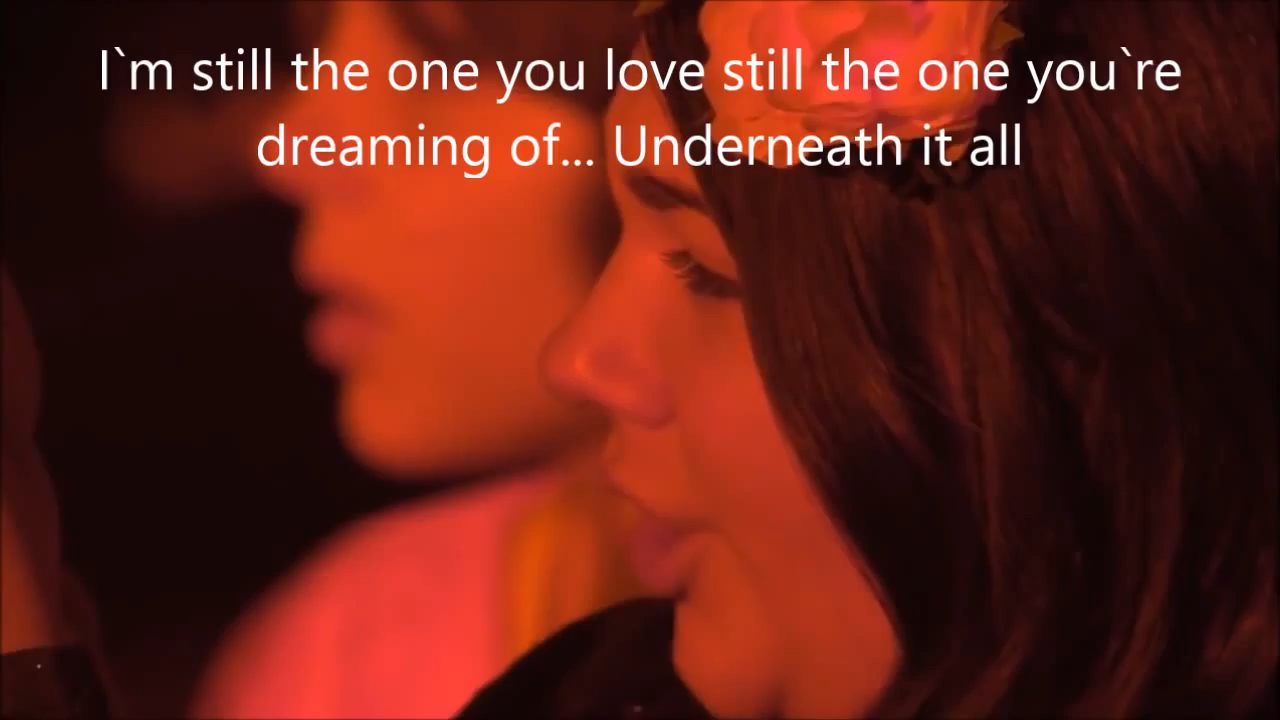 I`m still the one you love still the one you`re
dreaming of... Underneath it all